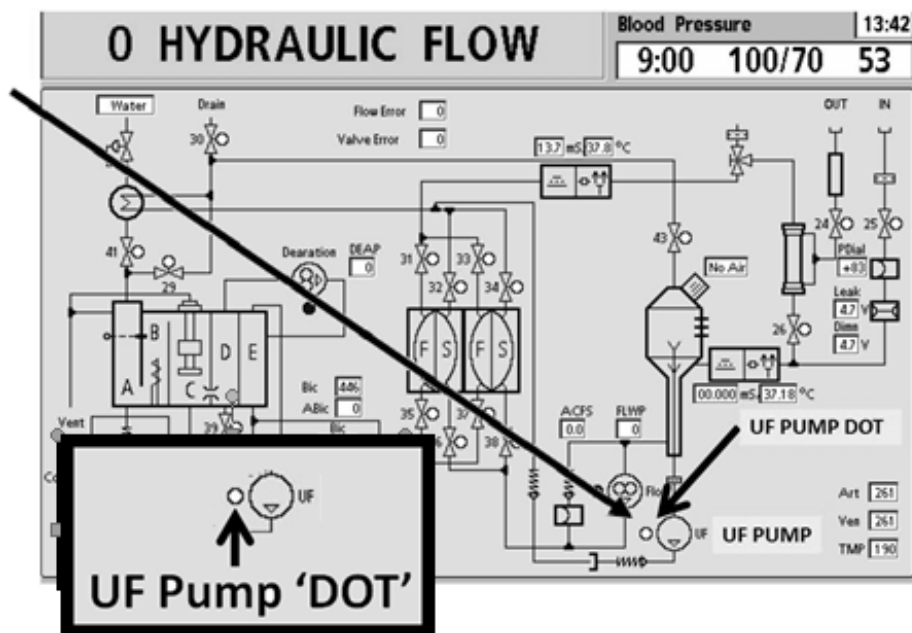 0 HYDRAULIC FLOW
Blood Pressure
13:42
9:00 100/70 53
Water
Drain
Flow Error 0
Valve Error 0
OUT
IN
30
13.7 mS 37.8 °C
41
29
Dearation
DEAP
0
31
33
32
34
43
No Air
24
25
PDial
+83
Leak
4.7 V
Dimm
4.7 V
26
A
B
C
D
E
F S
F S
Bic 446
ABic 0
Bic
Vent
39
35
37
38
00.000 mS 37.18 °C
ACFS
0.0
FLWP
0
UF PUMP DOT
Art 261
Ven 261
TMP 190
UF
UF PUMP
UF
UF Pump ‘DOT’